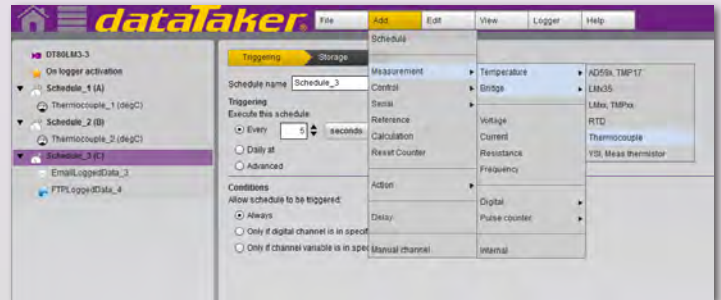 dataTaker
File Add Edit View Logger Help
DT80LM3-3
On logger activation
Schedule_1 (A)
Thermocouple_1 (degC)
Schedule_2 (B)
Thermocouple_2 (degC)
Schedule_3 (C)
EmailLoggedData_3
FTPLoggedData_4
Triggering Storage
Schedule name Schedule_3
Triggering
Execute this schedule
Every 5 seconds
Daily at
Advanced
Conditions
Allow schedule to be triggered:
Always
Only if digital channel is in specif
Only if channel variable is in spec
Schedule
Measurement
Control
Serial
Reference
Calculation
Reset Counter
Action
Delay
Manual channel
Temperature
Bridge
Voltage
Current
Resistance
Frequency
Digital
Pulse counter
Internal
AD59x, TMP17
LMx35
LMxx, TMPxx
RTD
Thermocouple
YSI, Meas thermistor